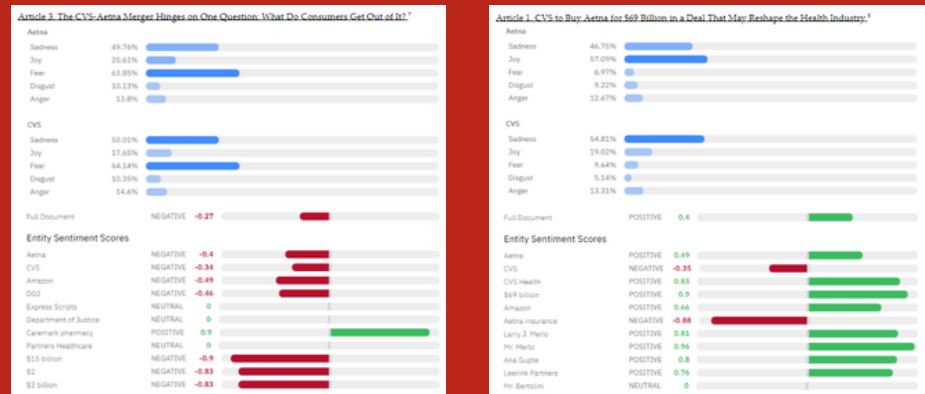 Article 3. The CVS-Aetna Merger Hinges on One Question: What Do Consumers Get Out of It? 7
Aetna
Sadness 49.76%
Joy 20.61%
Fear 63.85%
Disgust 10.13%
Anger 13.8%
CVS
Sadness 50.01%
Joy 17.65%
Fear 64.14%
Disgust 10.35%
Anger 14.6%
Full Document NEGATIVE -0.27
Entity Sentiment Scores
Aetna NEGATIVE -0.4
CVS NEGATIVE -0.34
Amazon NEGATIVE -0.49
DOJ NEGATIVE -0.46
Express Scripts NEUTRAL 0
Department of Justice NEUTRAL 0
Caremark pharmacy POSITIVE 0.9
Partners Healthcare NEUTRAL 0
$15 billion NEGATIVE -0.9
$2 NEGATIVE -0.83
$3 billion NEGATIVE -0.83
Article 1. CVS to Buy Aetna for $69 Billion in a Deal That May Reshape the Health Industry.
Aetna
Sadness 46.75%
Joy 57.09%
Fear 6.97%
Disgust 9.22%
Anger 12.67%
CVS
Sadness 54.81%
Joy 19.02%
Fear 9.64%
Disgust 5.14%
Anger 13.31%
Full Document POSITIVE 0.4
Entity Sentiment Scores
Aetna POSITIVE 0.49
CVS NEGATIVE -0.35
CVS Health POSITIVE 0.83
$69 billion POSITIVE 0.9
Amazon POSITIVE 0.66
Aetna insurance NEGATIVE -0.88
Larry J. Merlo POSITIVE 0.81
Mr. Merlo POSITIVE 0.96
Ana Gupte POSITIVE 0.8
Leerink Partners POSITIVE 0.76
Mr. Bertolini NEUTRAL 0